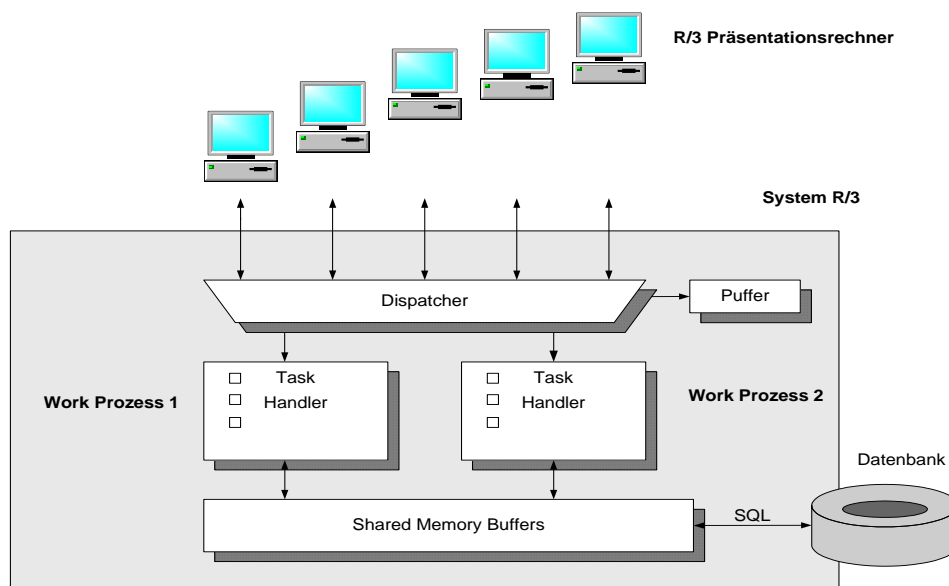 R/3 Präsentationsrechner
System R/3
Dispatcher
Puffer
Work Prozess 1
Task
Handler
Task
Handler
Work Prozess 2
Datenbank
Shared Memory Buffers
SQL